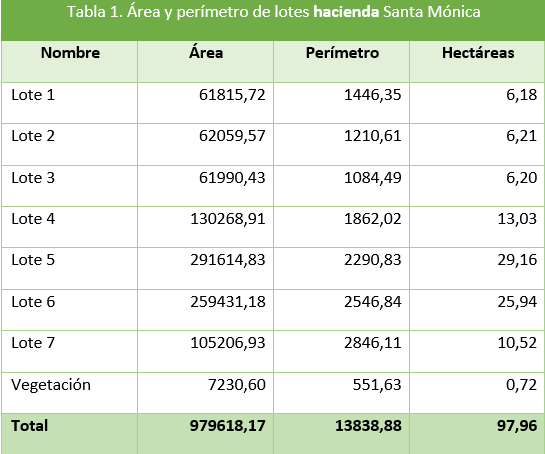 Tabla 1. Área y perímetro de lotes hacienda Santa Mónica
Nombre Área Perímetro Hectáreas
Lote 1 61815,72 1446,35 6,18
Lote 2 62059,57 1210,61 6,21
Lote 3 61990,43 1084,49 6,20
Lote 4 130268,91 1862,02 13,03
Lote 5 291614,83 2290,83 29,16
Lote 6 259431,18 2546,84 25,94
Lote 7 105206,93 2846,11 10,52
Vegetación 7230,60 551,63 0,72
Total 979618,17 13838,88 97,96